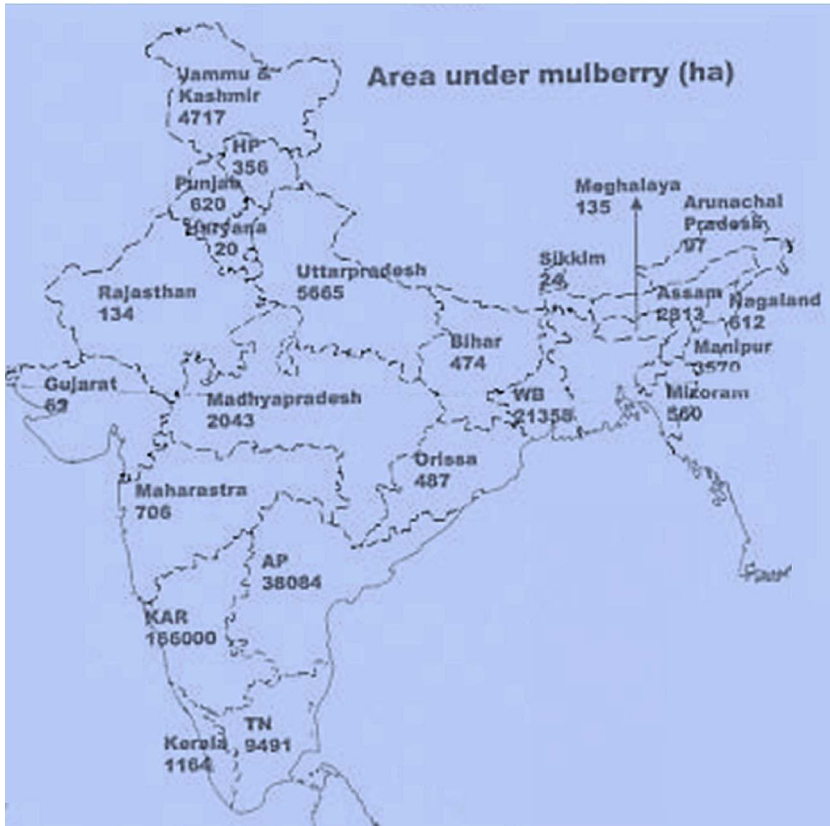 Area under mulberry (ha)
Jammu &
Kashmir
4717
HP
356
Punjab
620
Haryana
20
Meghalaya
135
Arunachal
Pradesh
97
Sikkim
Uttarpradesh
5665
Rajasthan
134
Assam
2813
Nagaland
612
Bihar
474
Manipur
3570
Gujarat
Madhyapradesh
2043
WB
21358
Mizoram
560
Orissa
487
Maharastra
706
AP
38084
KAR
166000
TN
9491
Kerala
1164